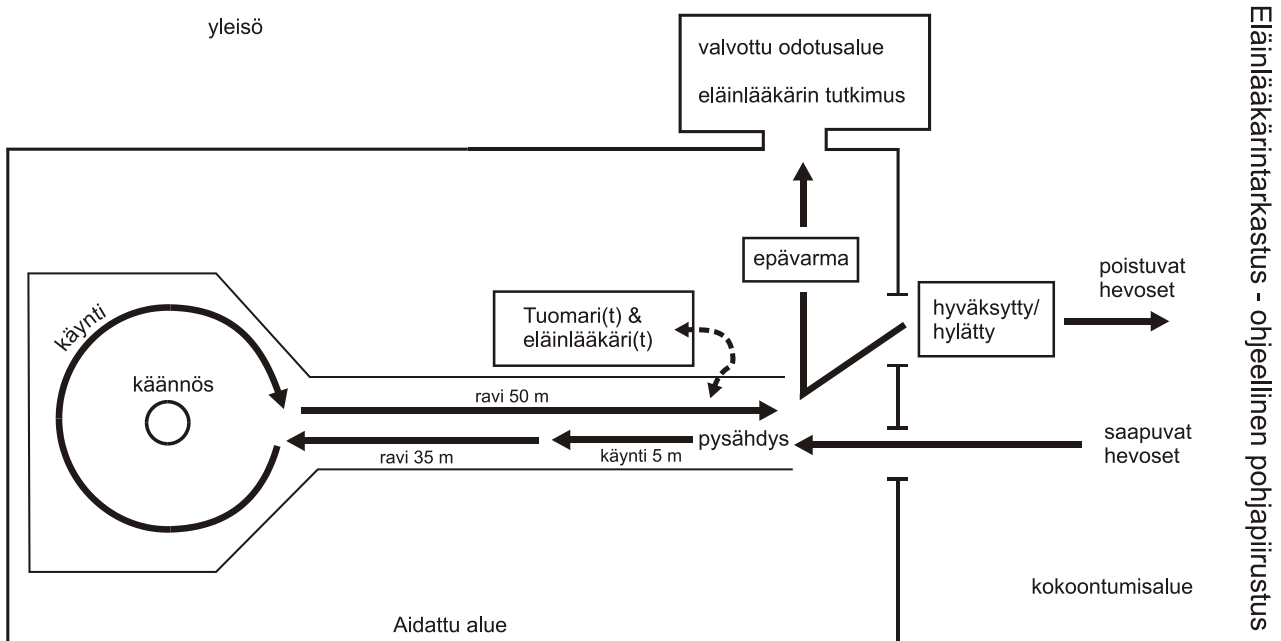 yleisö
valvottu odotusalue
eläinlääkärin tutkimus
Eläinlääkärintarkastus - ohjeellinen pohjapiirustus
epävarma
poistuvat
hevoset
hyväksytty/
hylätty
Tuomari(t) &
eläinlääkäri(t)
käynti
käännös
ravi 50 m
pysähdys
ravi 35 m
käynti 5 m
saapuvat
hevoset
kokoontumisalue
Aidattu alue